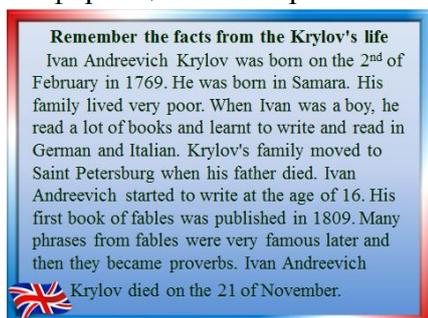 Remember the facts from the Krylov's life
Ivan Andreevich Krylov was born on the 2nd of
February in 1769. He was born in Samara. His
family lived very poor. When Ivan was a boy, he
read a lot of books and learnt to write and read in
German and Italian. Krylov's family moved to
Saint Petersburg when his father died. Ivan
Andreevich started to write at the age of 16. His
first book of fables was published in 1809. Many
phrases from fables were very famous later and
then they became proverbs. Ivan Andreevich
Krylov died on the 21 of November.